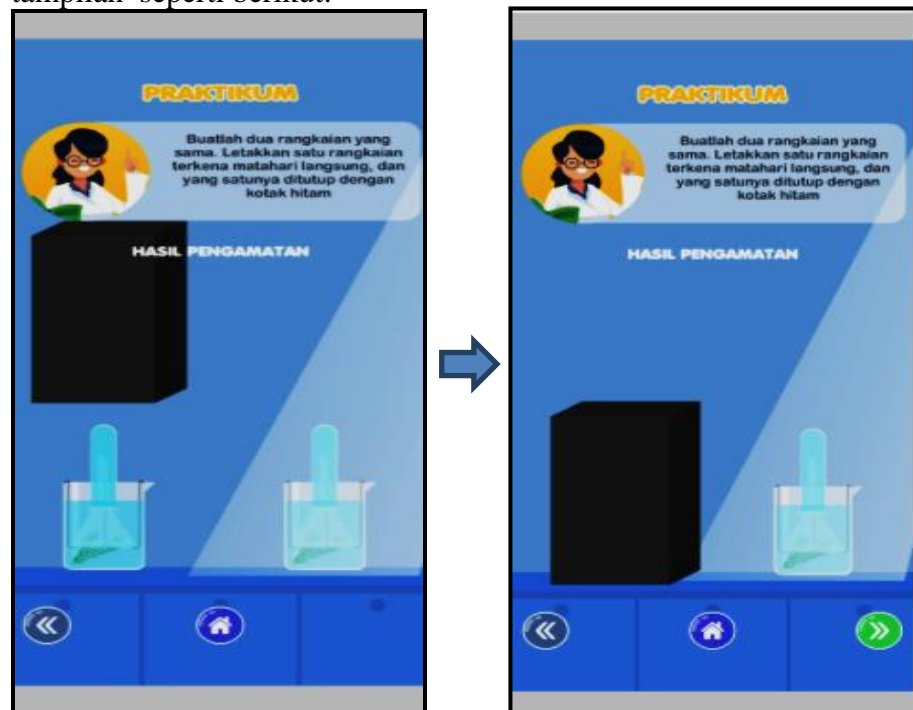 tampilan seperti berikut:
PRAKTIKUM
Buatlah dua rangkaian yang
sama. Letakkan satu rangkaian
terkena matahari langsung, dan
yang satunya ditutup dengan
kotak hitam
HASIL PENGAMATAN
PRAKTIKUM
Buatlah dua rangkaian yang
sama. Letakkan satu rangkaian
terkena matahari langsung, dan
yang satunya ditutup dengan
kotak hitam
HASIL PENGAMATAN